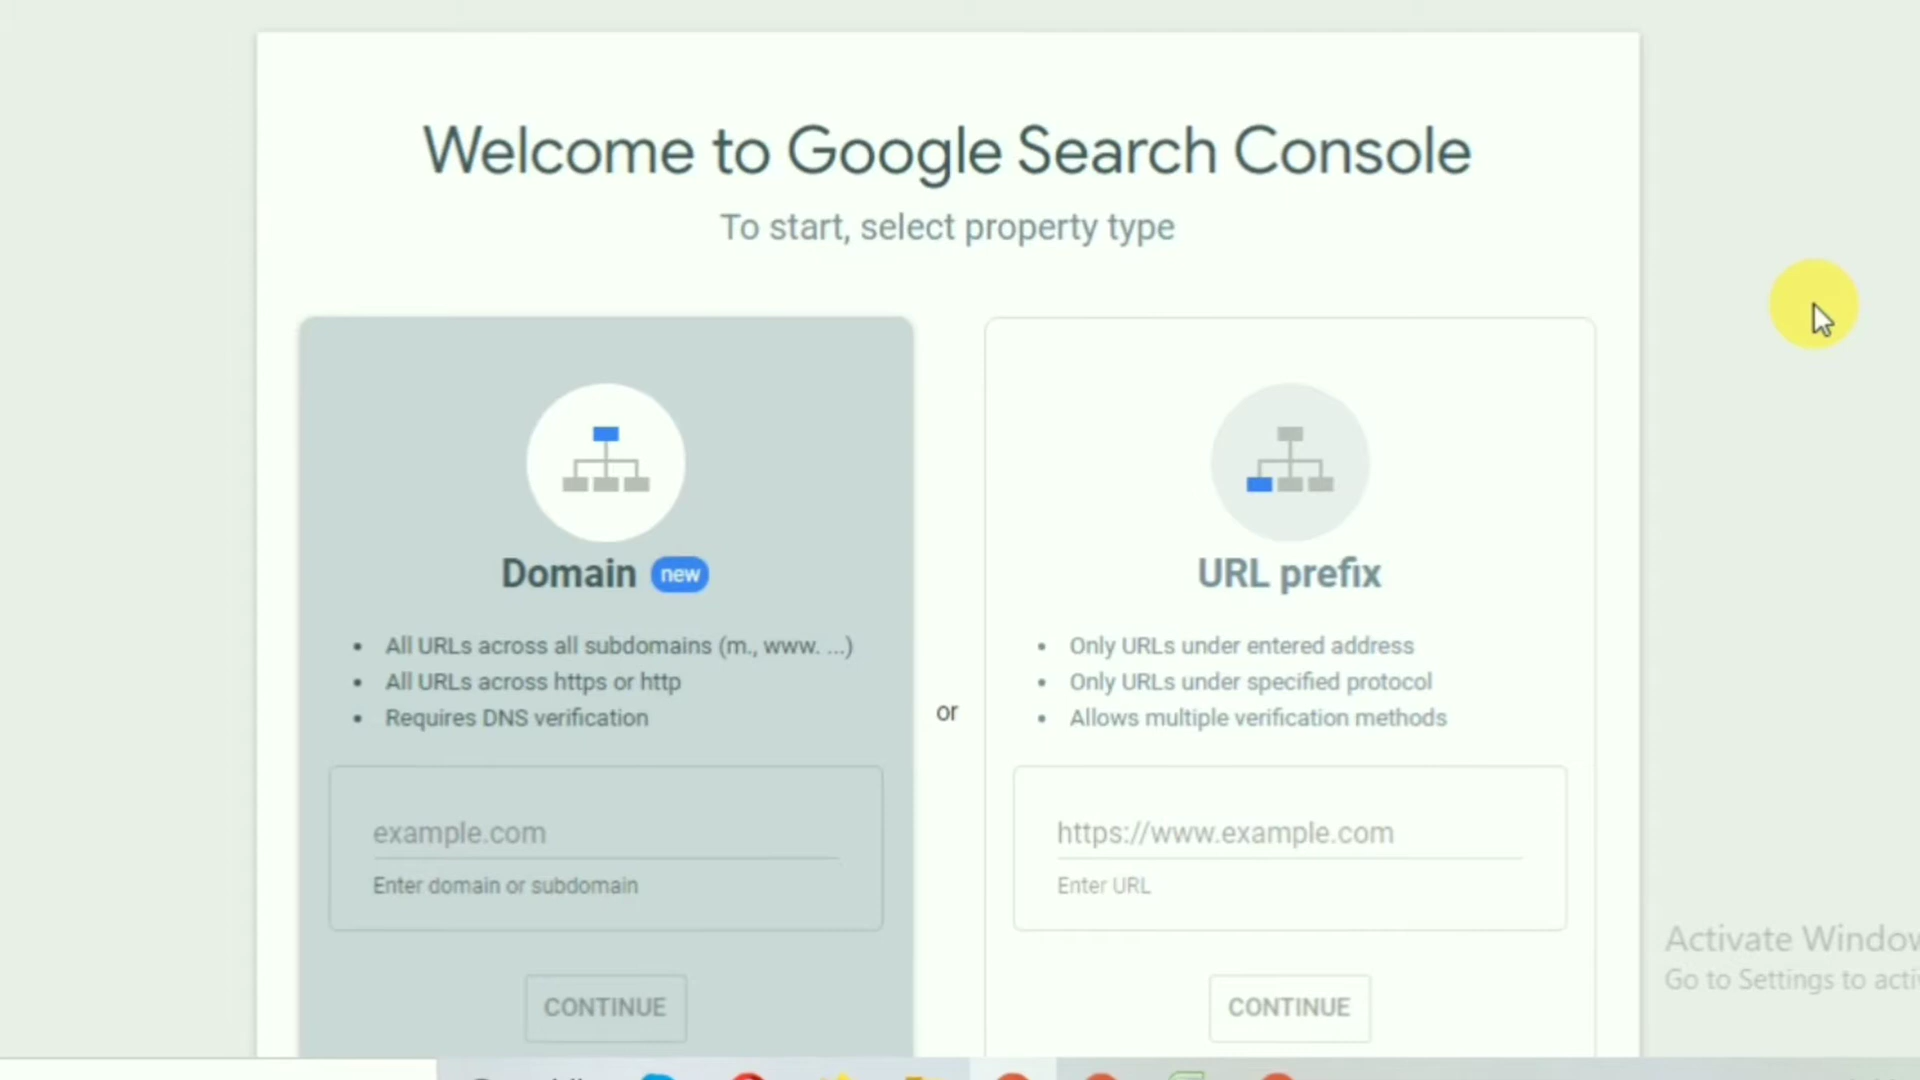 Welcome to Google Search Console
To start, select property type
Domain new
• All URLs across all subdomains (m., www. ...)
• All URLs across https or http
• Requires DNS verification
example.com
Enter domain or subdomain
CONTINUE
or
URL prefix
• Only URLs under entered address
• Only URLs under specified protocol
• Allows multiple verification methods
https://www.example.com
Enter URL
CONTINUE
Activate Window
Go to Settings to acti